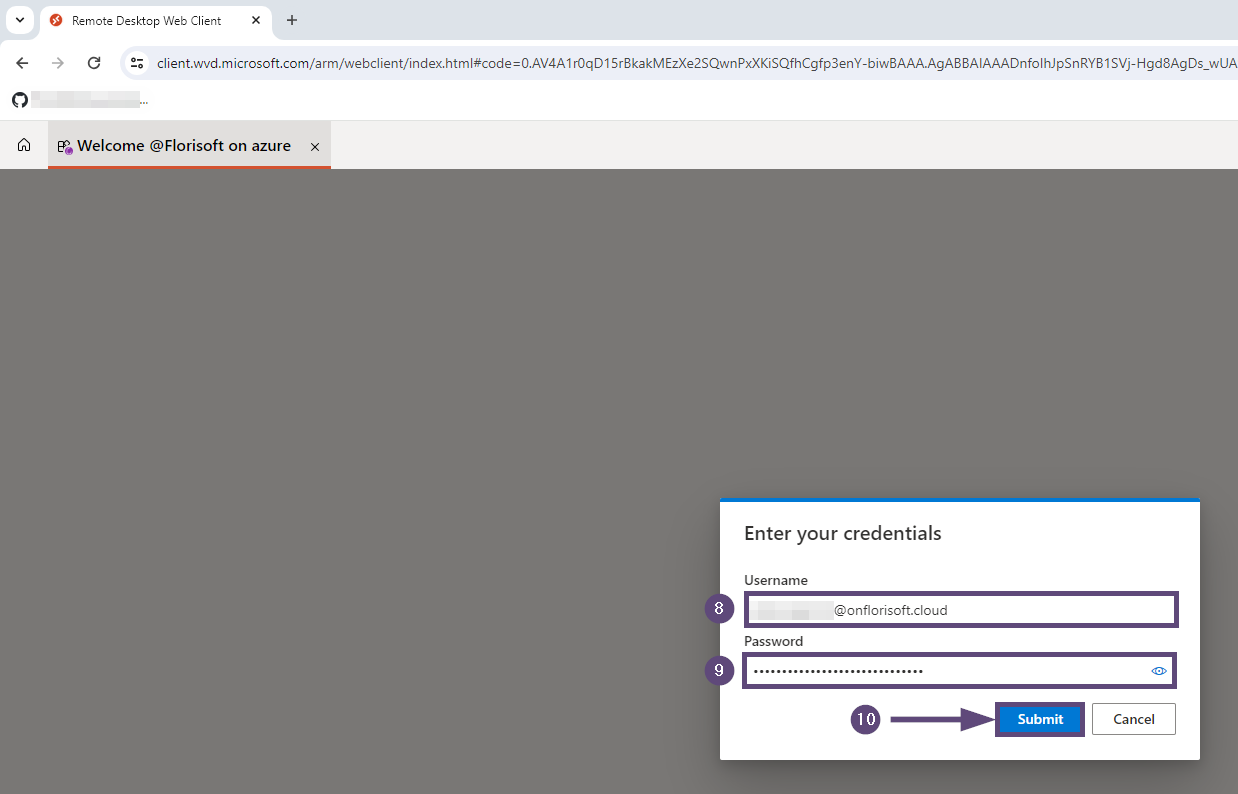 Remote Desktop Web Client
client.wvd.microsoft.com/arm/webclient/index.html#code=0.AV4A1r0qD15rBkakMEzXe2SQwnPxXKiSQfhCgfp3enY-biwBAAA.AgABBAIAAADnfolhJpSnRYB1SVj-Hgd8AgDs_wUA
...
Welcome @Florisoft on azure
Enter your credentials
Username
8 @onflorisoft.cloud
Password
9 ••••••••••••••••••••••••••••••
10 Submit Cancel